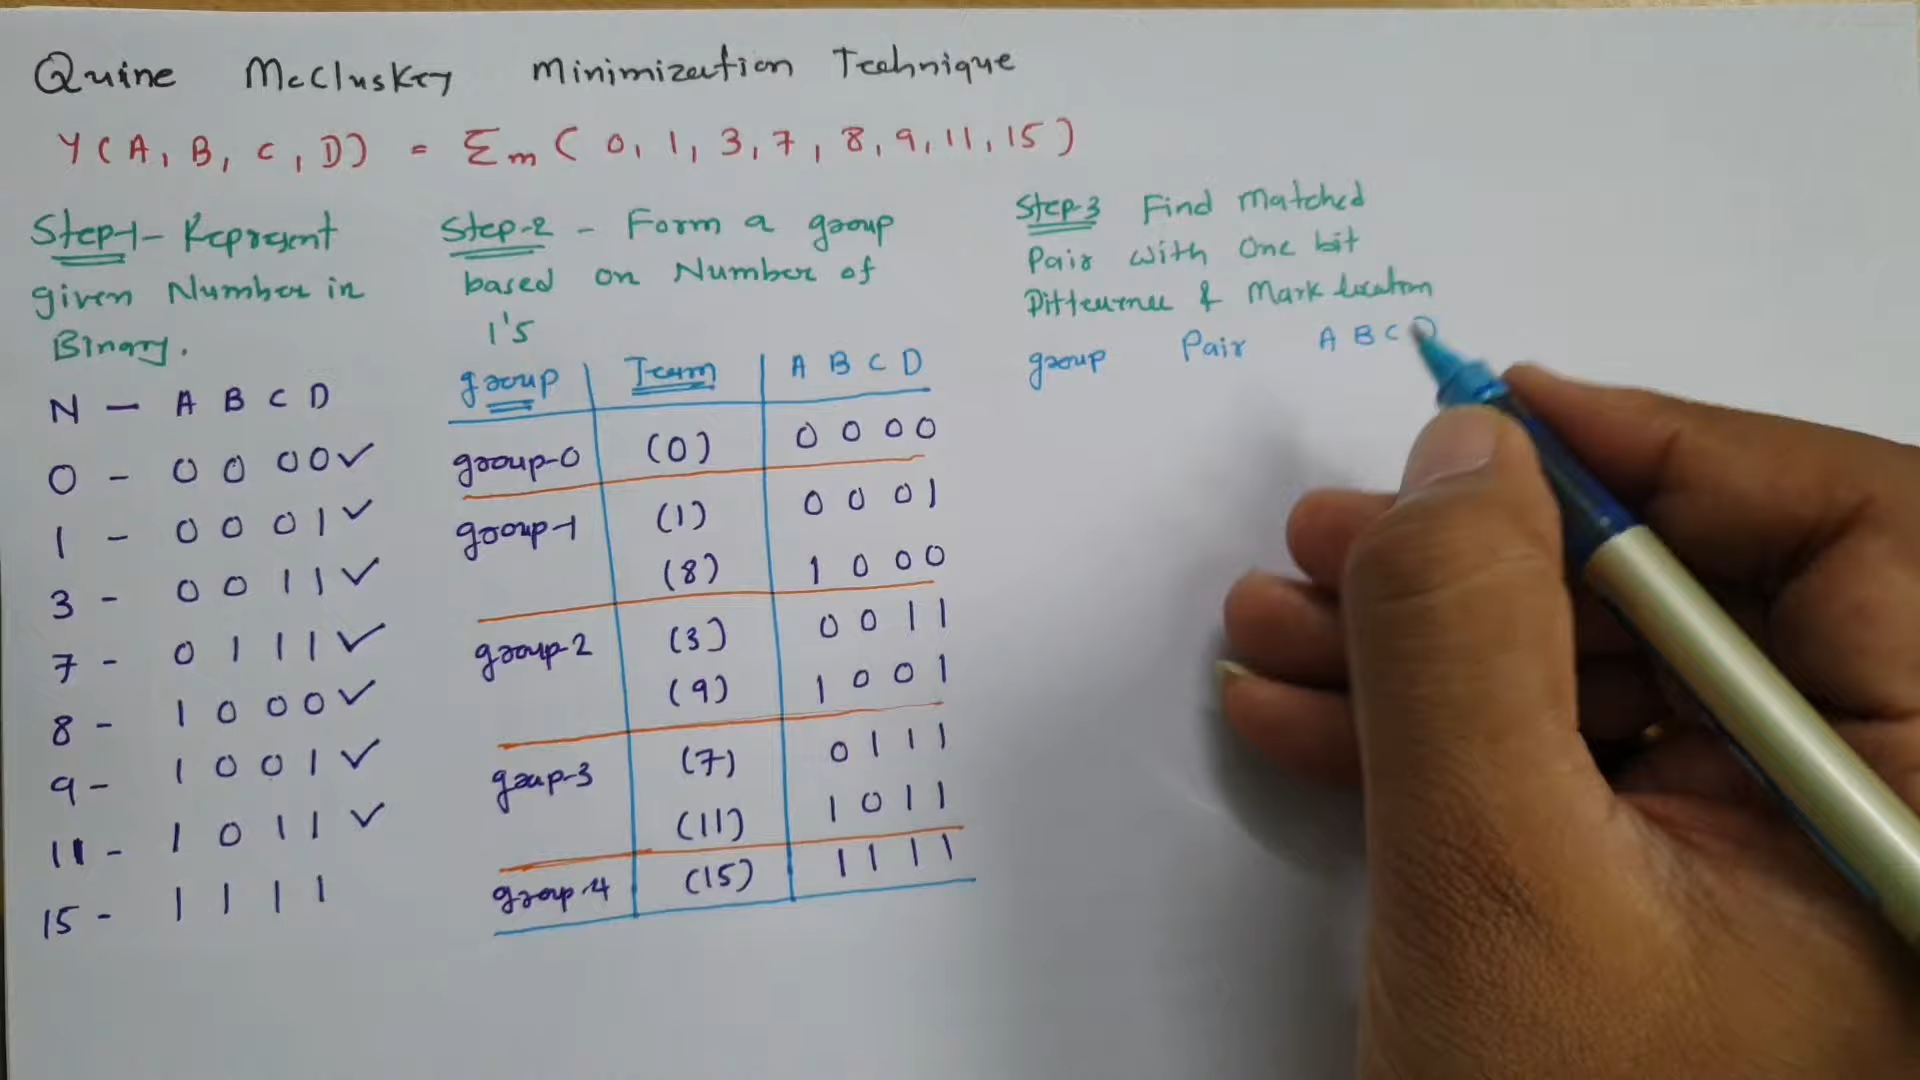 Quine McCluskey Minimization Technique
Y(A, B, C, D) = Σm( 0, 1, 3, 7, 8, 9, 11, 15)
Step-1 - Represent
given Number in
Binary.
N - A B C D
0 - 0 0 0 0 ✓
1 - 0 0 0 1 ✓
3 - 0 0 1 1 ✓
7 - 0 1 1 1 ✓
8 - 1 0 0 0 ✓
9 - 1 0 0 1 ✓
11 - 1 0 1 1 ✓
15 - 1 1 1 1
Step-2 - Form a group
based on Number of
1's
group Term A B C D
group-0 (0) 0 0 0 0
group-1 (1) 0 0 0 1
(8) 1 0 0 0
group-2 (3) 0 0 1 1
(9) 1 0 0 1
group-3 (7) 0 1 1 1
(11) 1 0 1 1
group-4 (15) 1 1 1 1
Step-3 Find Matched
Pair with One bit
& Mark location
group Pair A B C D